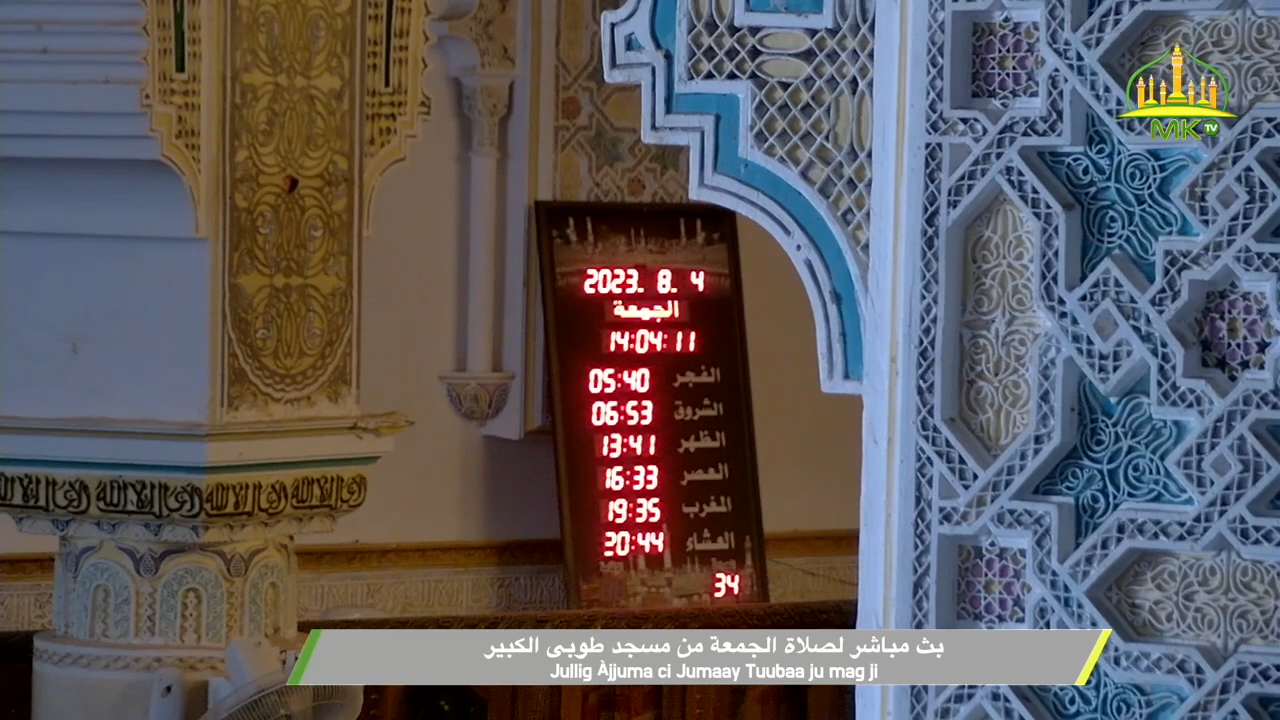 MK TV
2023. 8. 4
الجمعة
14:04:11
05:40 الفجر
06:53 الشروق
13:41 الظهر
16:33 العصر
19:35 المغرب
20:44 العشاء
34
بث مباشر لصلاة الجمعة من مسجد طوبى الكبير
Jullig Àjjuma ci Jumaay Tuubaa ju mag ji